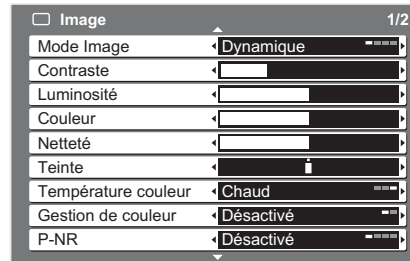 Image 1/2
Mode Image Dynamique
Contraste
Luminosité
Couleur
Netteté
Teinte
Température couleur Chaud
Gestion de couleur Désactivé
P-NR Désactivé